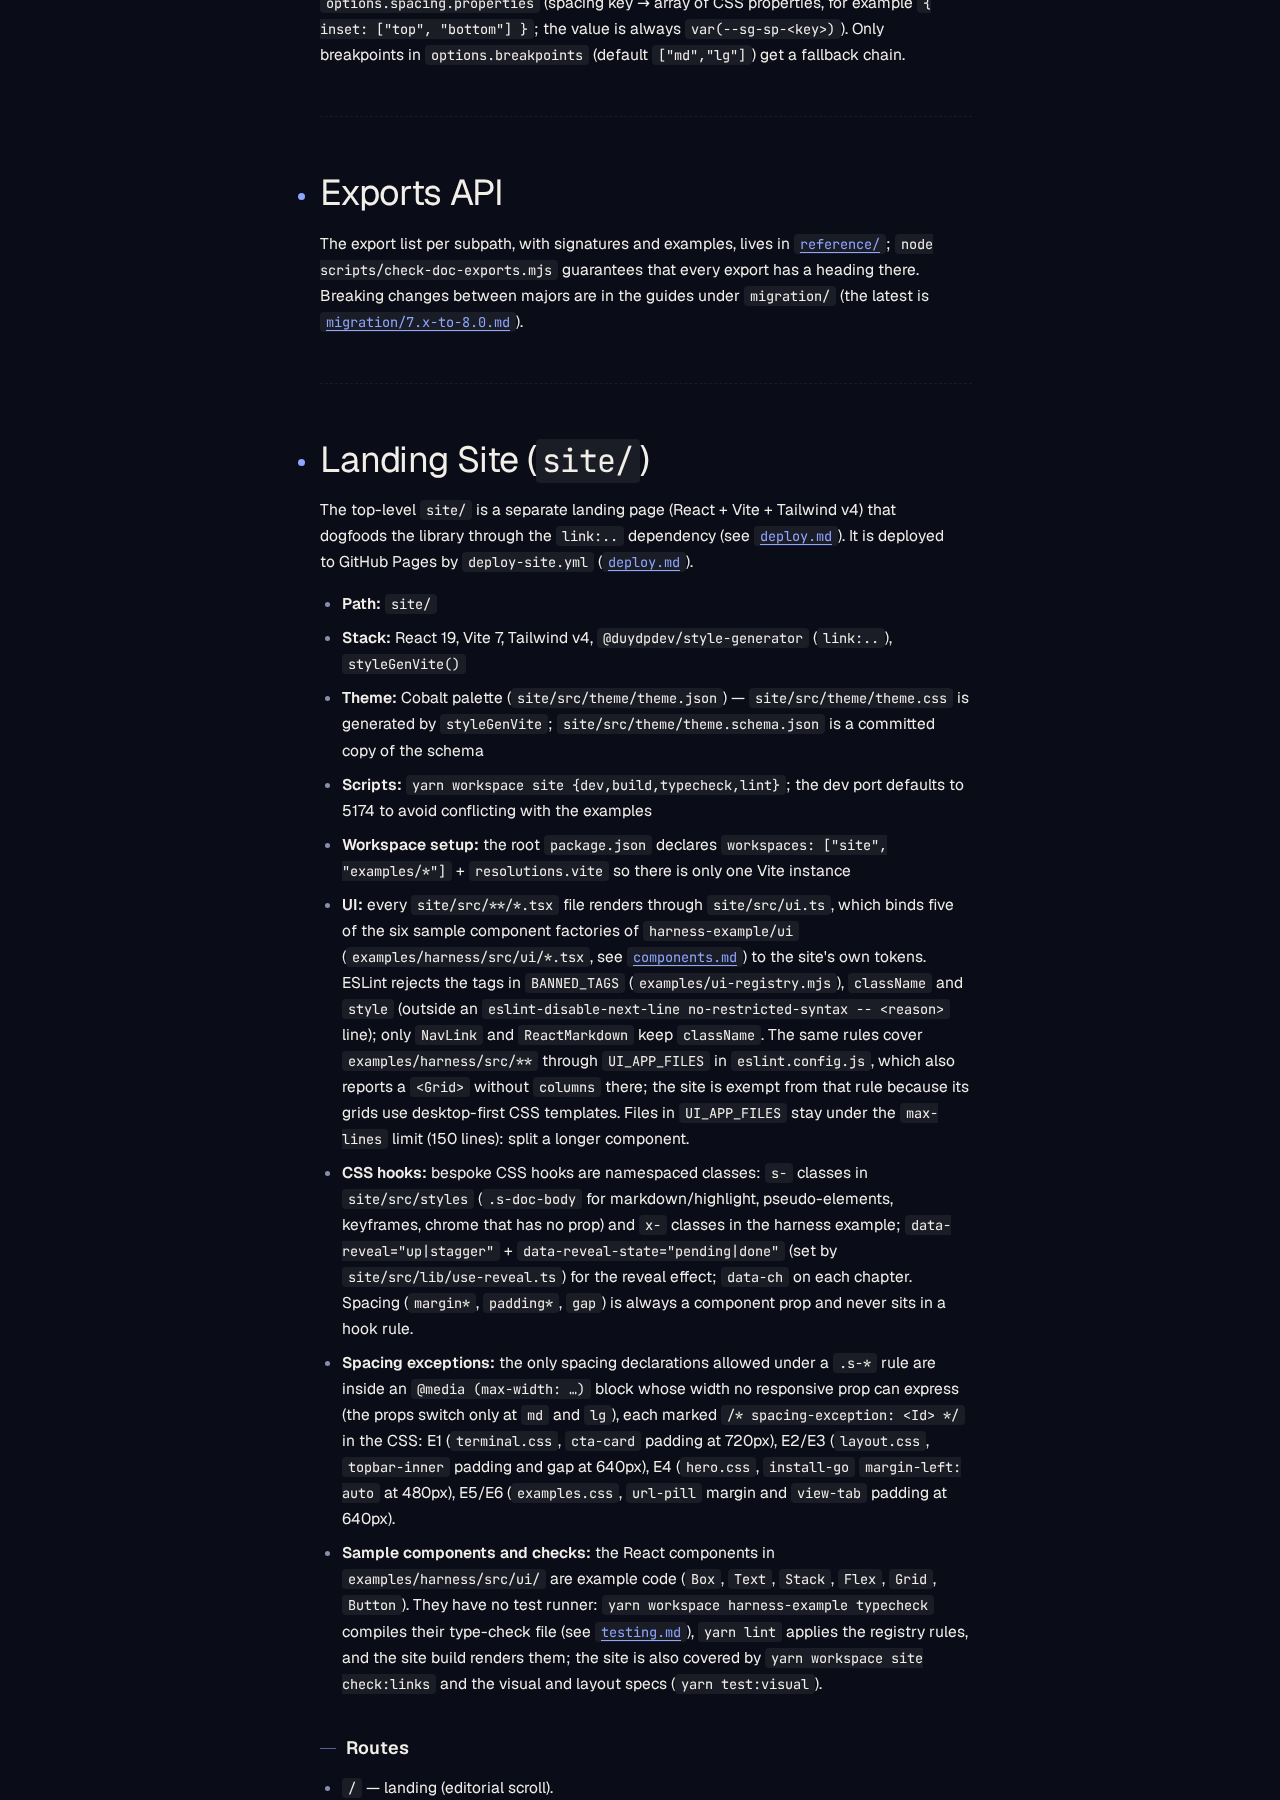 options.spacing.properties (spacing key → array of CSS properties, for example {
inset: ["top", "bottom"] } ; the value is always var(--sg-sp-<key>) ). Only
breakpoints in options.breakpoints (default ["md","lg"] ) get a fallback chain.
Exports API
The export list per subpath, with signatures and examples, lives in reference/ ; node
scripts/check-doc-exports.mjs guarantees that every export has a heading there.
Breaking changes between majors are in the guides under migration/ (the latest is
migration/7.x-to-8.0.md ).
Landing Site ( site/ )
The top-level site/ is a separate landing page (React + Vite + Tailwind v4) that
dogfoods the library through the link:.. dependency (see deploy.md ). It is deployed
to GitHub Pages by deploy-site.yml ( deploy.md ).
• Path: site/
• Stack: React 19, Vite 7, Tailwind v4, @duydpdev/style-generator ( link:.. ),
styleGenVite()
• Theme: Cobalt palette ( site/src/theme/theme.json ) — site/src/theme/theme.css is
generated by styleGenVite ; site/src/theme/theme.schema.json is a committed
copy of the schema
• Scripts: yarn workspace site {dev,build,typecheck,lint} ; the dev port defaults to
5174 to avoid conflicting with the examples
• Workspace setup: the root package.json declares workspaces: ["site",
"examples/*"] + resolutions.vite so there is only one Vite instance
• UI: every site/src/**/*.tsx file renders through site/src/ui.ts , which binds five
of the six sample component factories of harness-example/ui
( examples/harness/src/ui/*.tsx , see components.md ) to the site's own tokens.
ESLint rejects the tags in BANNED_TAGS ( examples/ui-registry.mjs ), className and
style (outside an eslint-disable-next-line no-restricted-syntax -- <reason>
line); only NavLink and ReactMarkdown keep className . The same rules cover
examples/harness/src/** through UI_APP_FILES in eslint.config.js , which also
reports a <Grid> without columns there; the site is exempt from that rule because its
grids use desktop-first CSS templates. Files in UI_APP_FILES stay under the max-
lines limit (150 lines): split a longer component.
• CSS hooks: bespoke CSS hooks are namespaced classes: s- classes in
site/src/styles ( .s-doc-body for markdown/highlight, pseudo-elements,
keyframes, chrome that has no prop) and x- classes in the harness example; data-
reveal="up|stagger" + data-reveal-state="pending|done" (set by
site/src/lib/use-reveal.ts ) for the reveal effect; data-ch on each chapter.
Spacing ( margin* , padding* , gap ) is always a component prop and never sits in a
hook rule.
• Spacing exceptions: the only spacing declarations allowed under a .s-* rule are
inside an @media (max-width: …) block whose width no responsive prop can express
(the props switch only at md and lg ), each marked /* spacing-exception: <Id> */
in the CSS: E1 ( terminal.css , cta-card padding at 720px), E2/E3 ( layout.css ,
topbar-inner padding and gap at 640px), E4 ( hero.css , install-go margin-left:
auto at 480px), E5/E6 ( examples.css , url-pill margin and view-tab padding at
640px).
• Sample components and checks: the React components in
examples/harness/src/ui/ are example code ( Box , Text , Stack , Flex , Grid ,
Button ). They have no test runner: yarn workspace harness-example typecheck
compiles their type-check file (see testing.md ), yarn lint applies the registry rules,
and the site build renders them; the site is also covered by yarn workspace site
check:links and the visual and layout specs ( yarn test:visual ).
— Routes
• / — landing (editorial scroll).